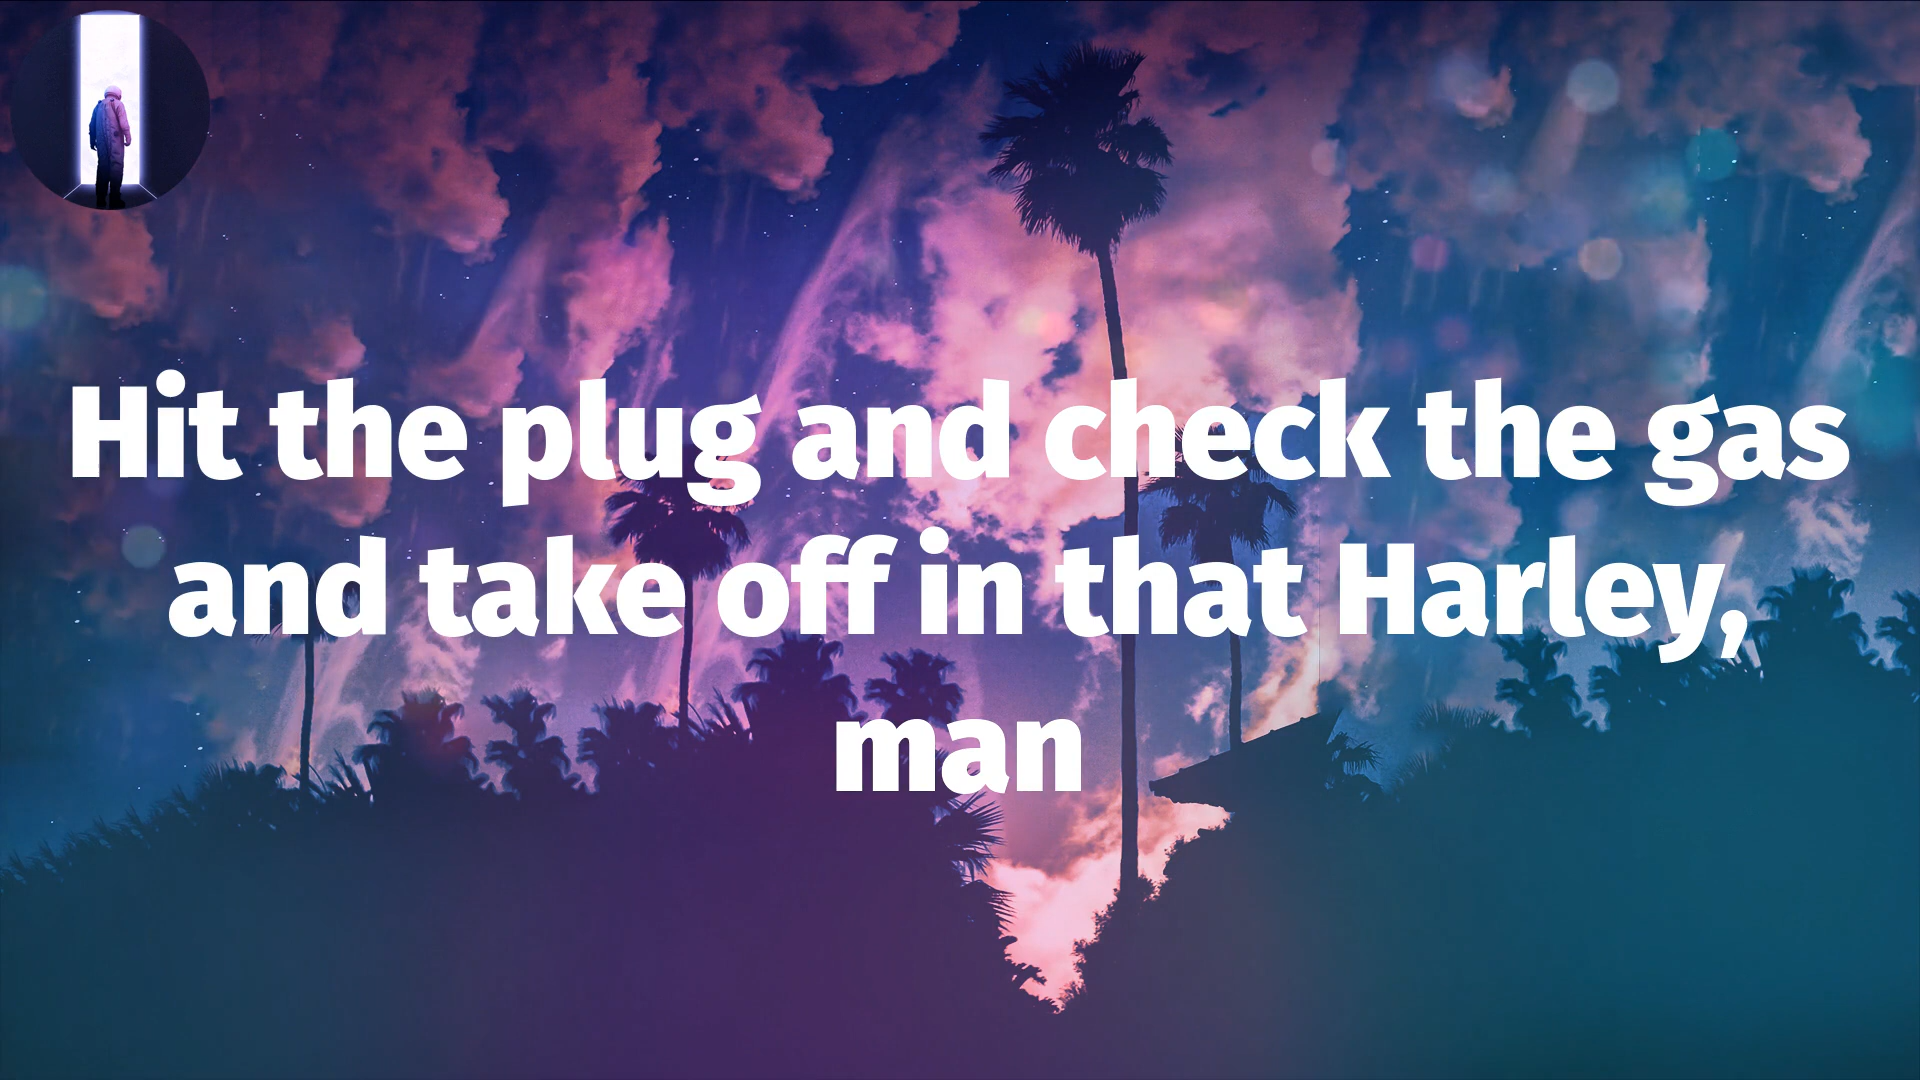 Hit the plug and check the gas
and take off in that Harley,
man